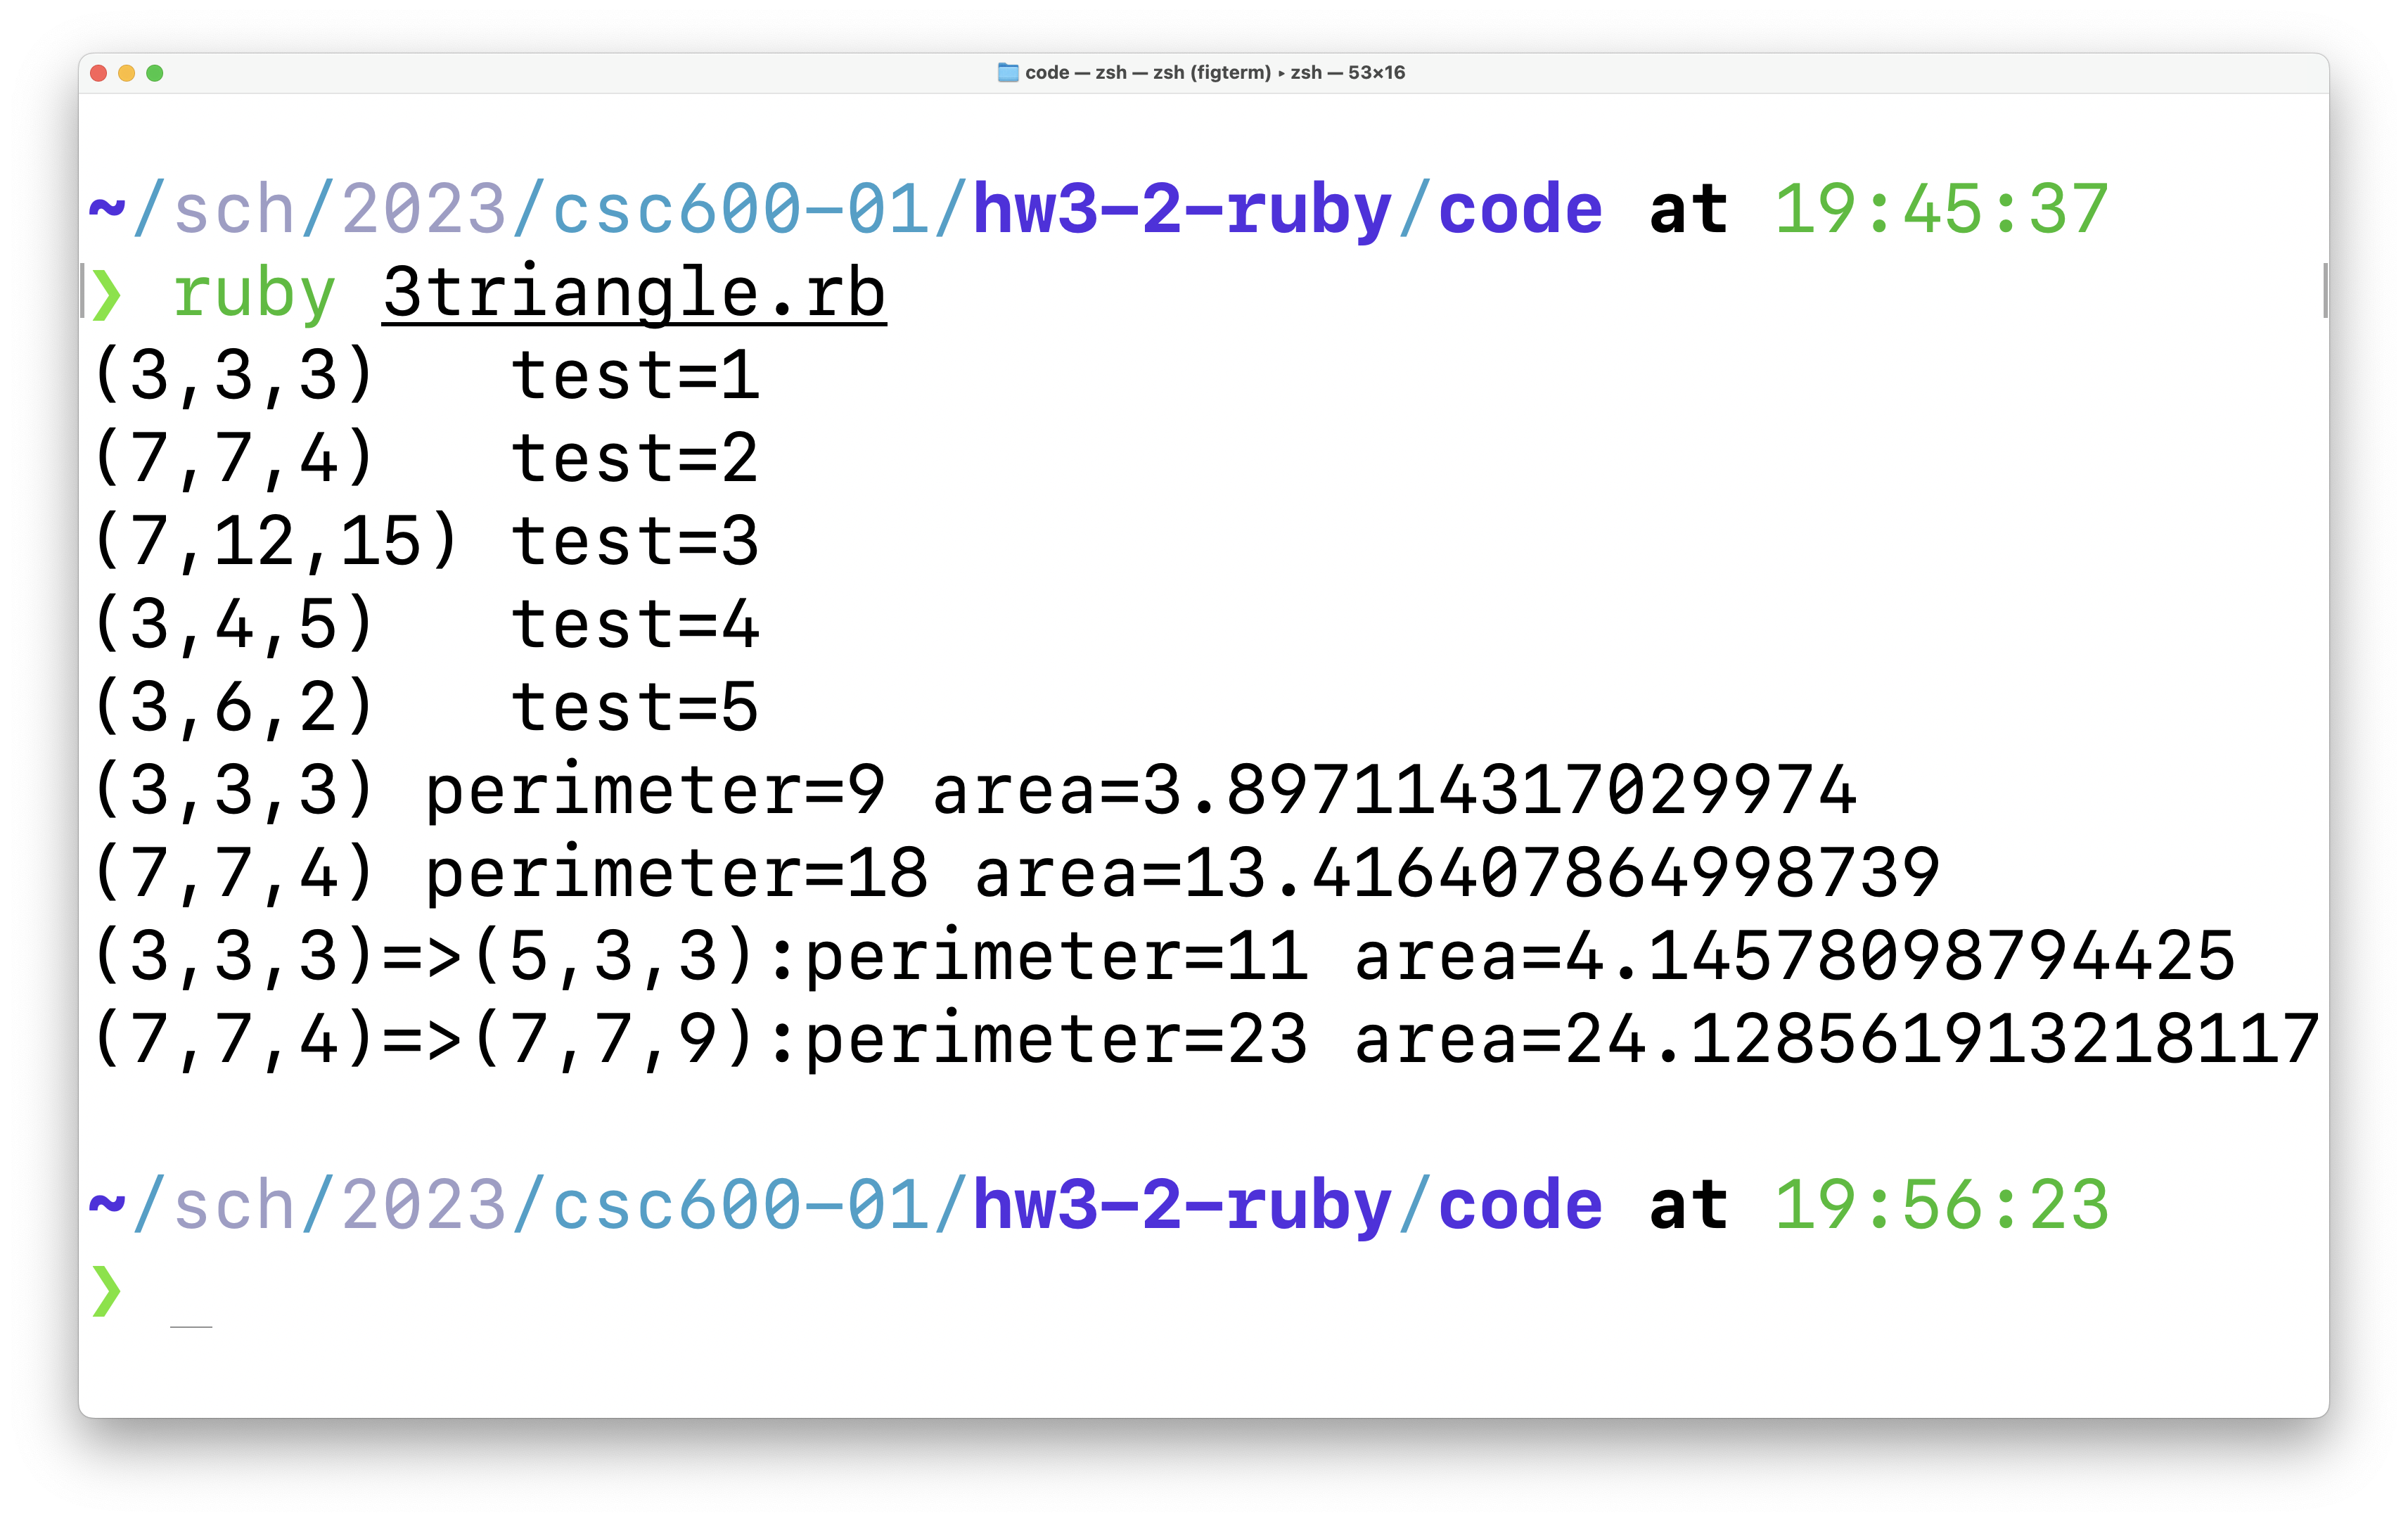 code — zsh — zsh (figterm) ▸ zsh — 53×16
~/sch/2023/csc600-01/hw3-2-ruby/code at 19:45:37
❯ ruby 3triangle.rb
(3,3,3)   test=1
(7,7,4)   test=2
(7,12,15) test=3
(3,4,5)   test=4
(3,6,2)   test=5
(3,3,3) perimeter=9 area=3.897114317029974
(7,7,4) perimeter=18 area=13.416407864998739
(3,3,3)=>(5,3,3):perimeter=11 area=4.14578098794425
(7,7,4)=>(7,7,9):perimeter=23 area=24.128561913218117
~/sch/2023/csc600-01/hw3-2-ruby/code at 19:56:23
❯ _